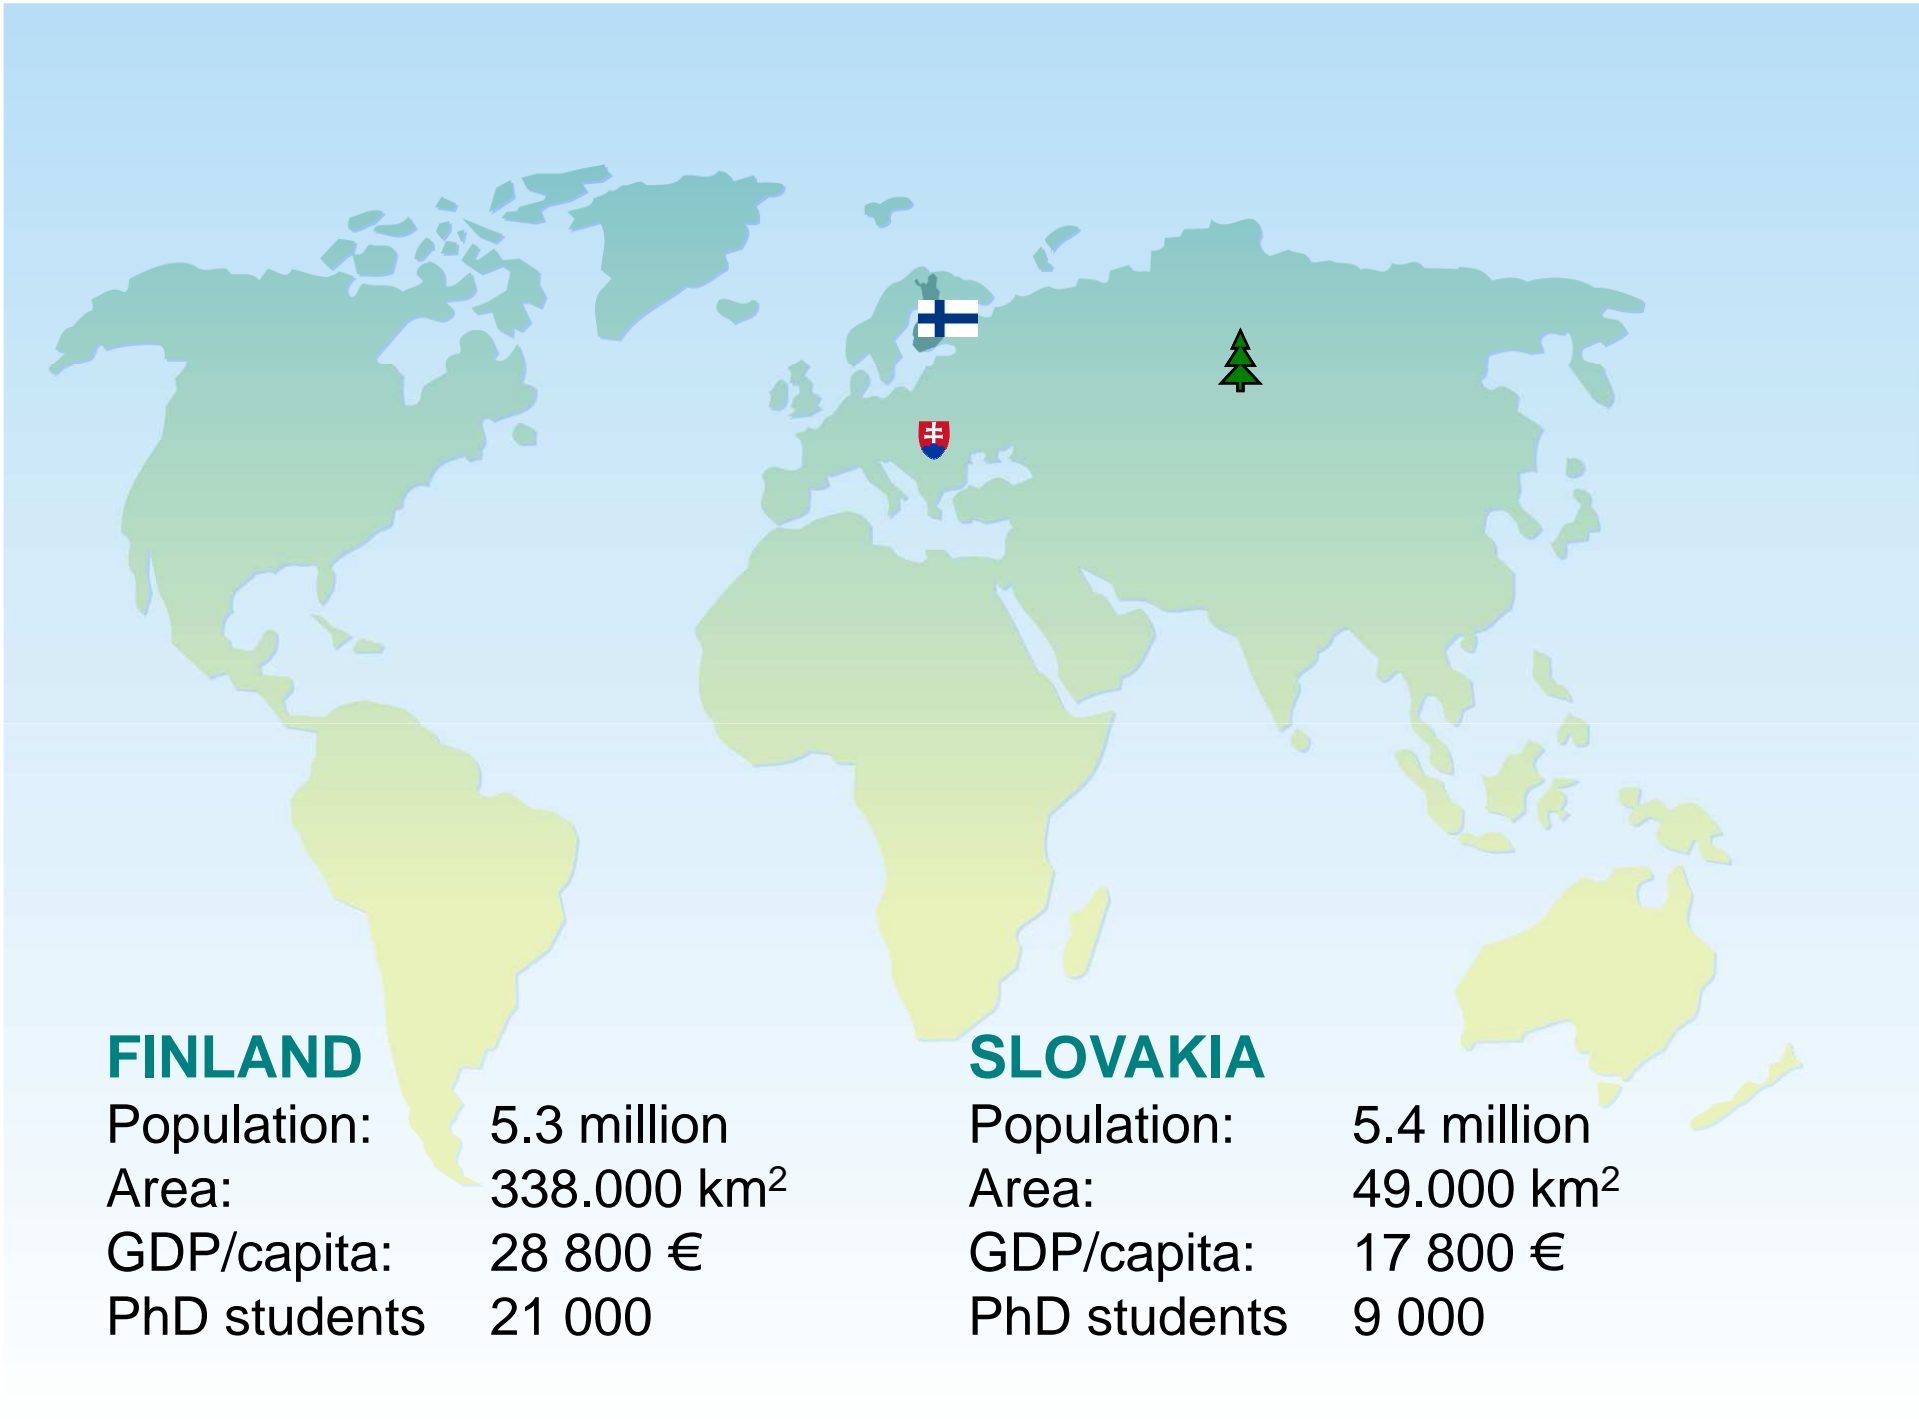 FINLAND
Population: 5.3 million
Area: 338.000 km²
GDP/capita: 28 800 €
PhD students 21 000
SLOVAKIA
Population: 5.4 million
Area: 49.000 km²
GDP/capita: 17 800 €
PhD students 9 000